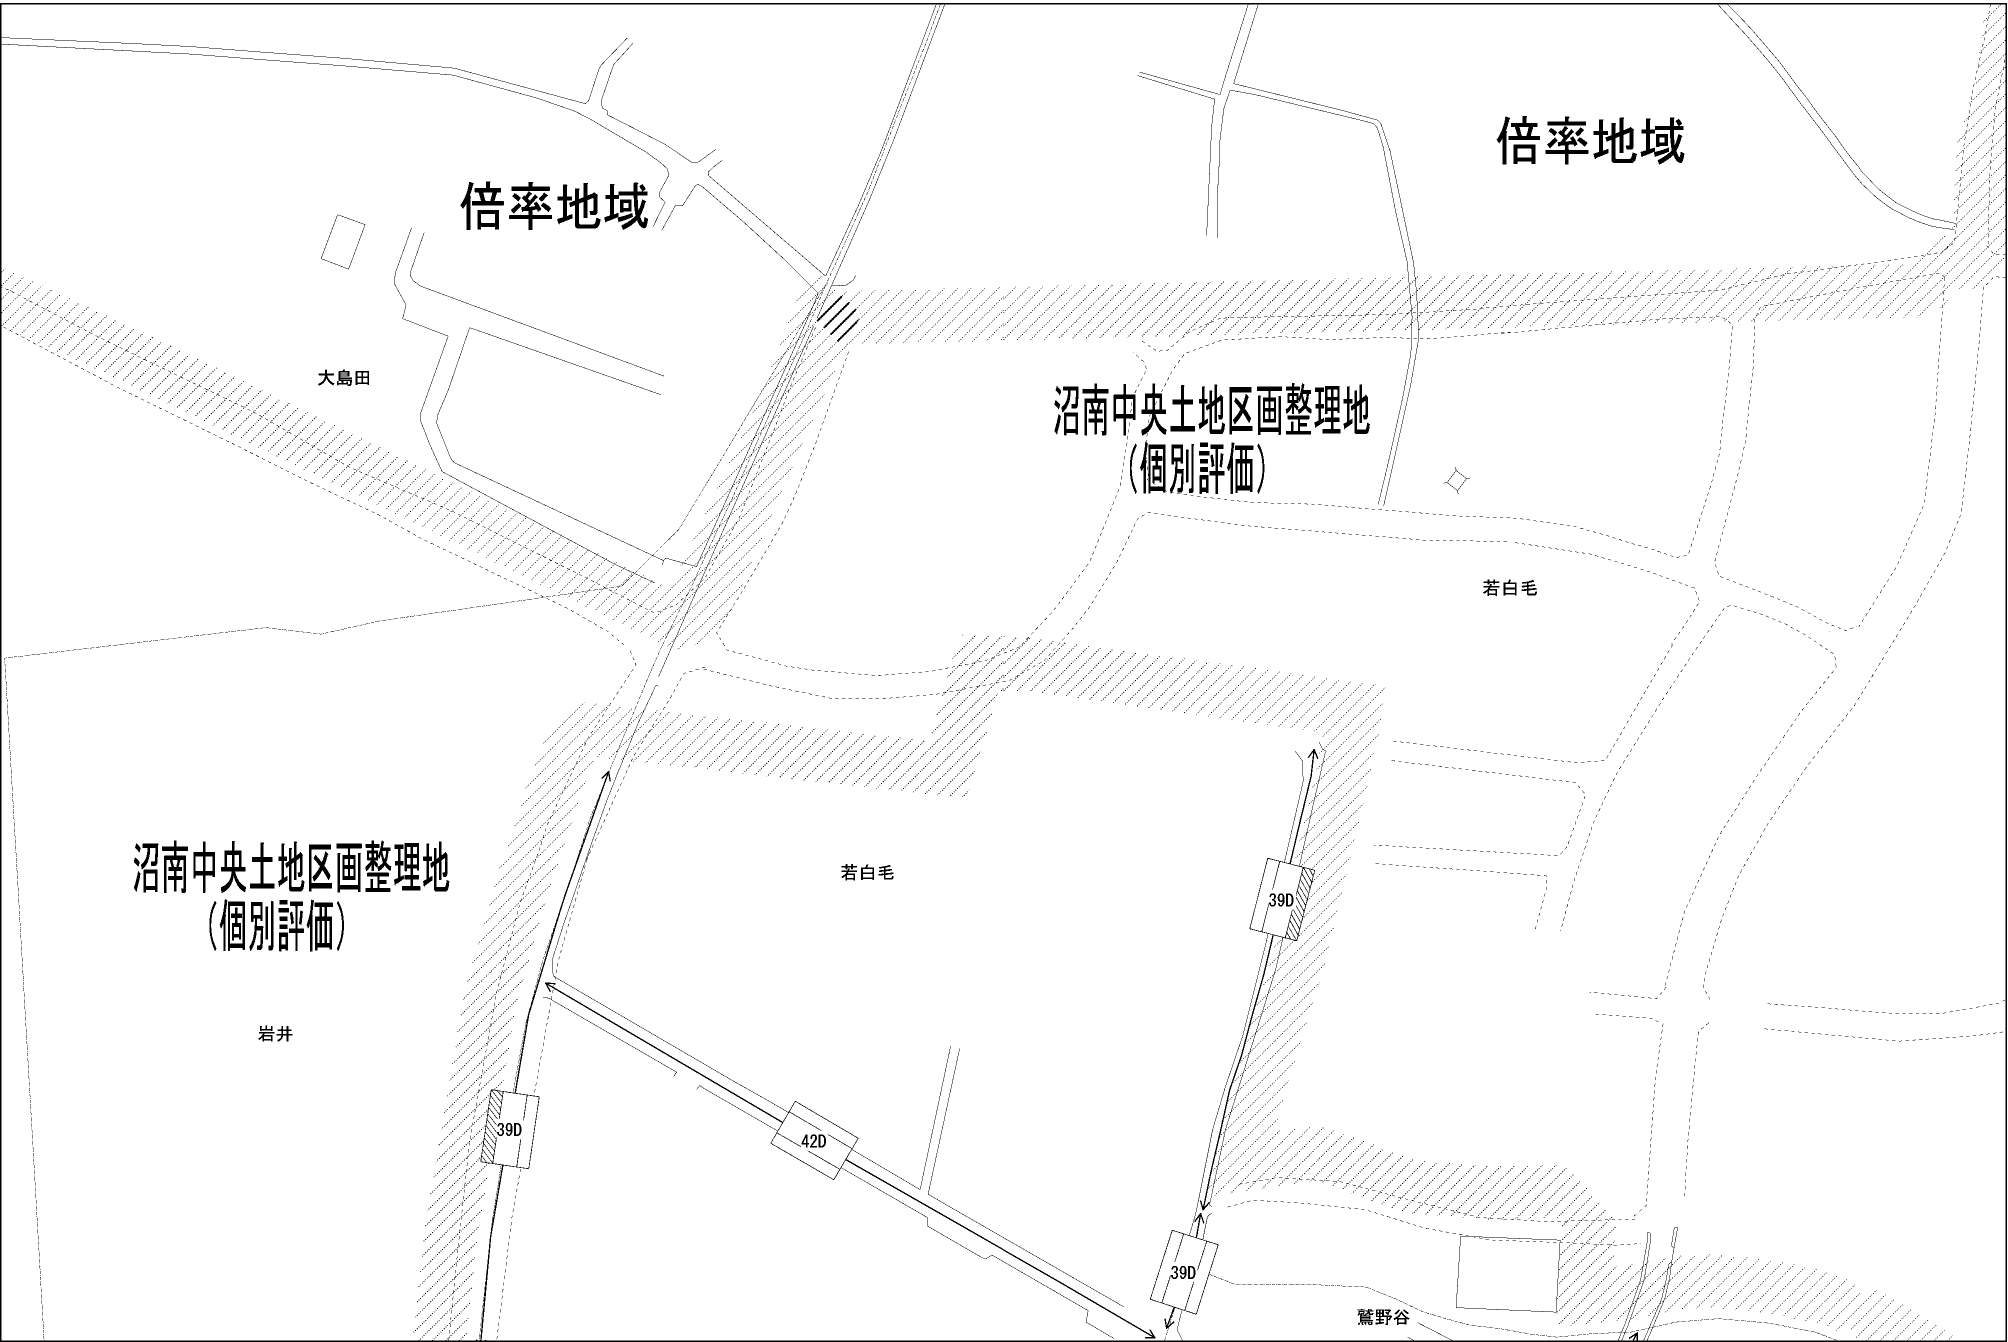 倍率地域
倍率地域
大島田
沼南中央土地区画整理地
（個別評価）
若白毛
沼南中央土地区画整理地
（個別評価）
若白毛
39D
岩井
39D
42D
39D
鷲野谷